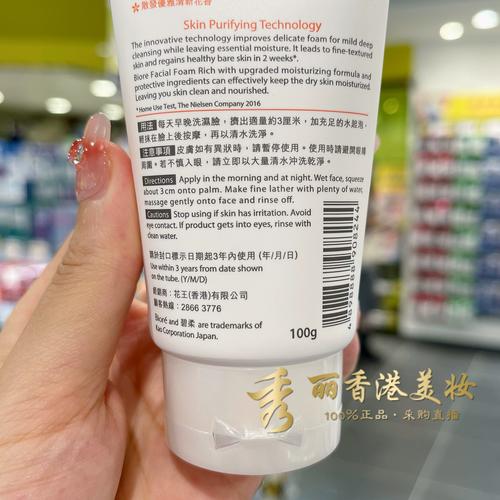 *散發優雅清新花香
Skin Purifying Technology
The innovative technology improves delicate foam for mild deep
cleansing while leaving essential moisture. It leads to fine-textured
skin and regains healthy bare skin in 2 weeks*.
Biore Facial Foam Rich with upgraded moisturizing formula and
protective ingredients can effectively keep the dry skin moisturized.
Leaving you skin clean and nourished.
* Home Use Test, The Nielsen Company 2016
用法 每天早晚洗濕臉，擠出適量約3厘米，加充足的水起泡，
輕抹在臉上後按摩，再以清水洗淨。
注意事項 皮膚如有異狀時，請暫停使用。使用時請避開眼睛
周圍。若不慎入眼，請立即以大量清水沖洗乾淨。
Directions Apply in the morning and at night. Wet face, squeeze
about 3cm onto palm. Make fine lather with plenty of water,
massage gently onto face and rinse off.
Cautions Stop using if skin has irritation. Avoid
eye contact. If product gets into eyes, rinse with
clean water.
請於封口標示日期起3年內使用 (年/月/日)
Use within 3 years from date shown
on the tube. (Y/M/D)
經銷商：花王(香港)有限公司
顧客熱線：2866 3776
Bioré and 碧柔 are trademarks of
Kao Corporation Japan.
100g
4 898888 908244
秀丽香港美妆
100%正品·采购直播